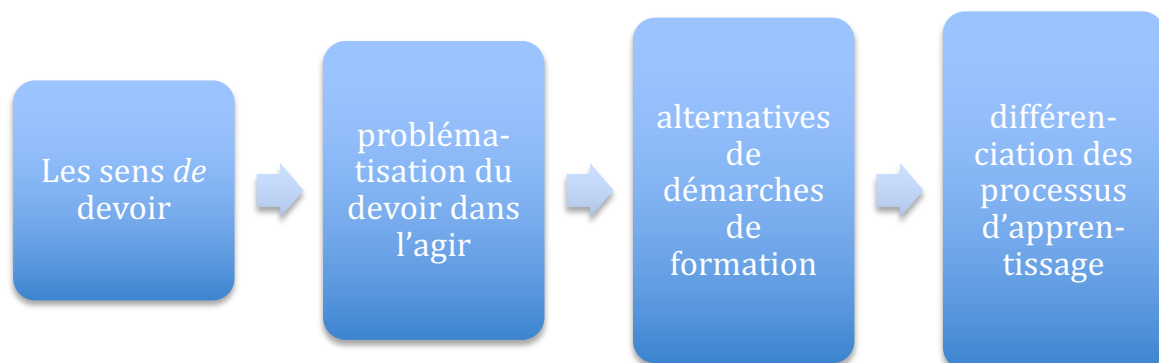 Les sens de
devoir
probléma-
tisation du
devoir dans
l’agir
alternatives
de
démarches
de
formation
différen-
ciation des
processus
d’appren-
tissage